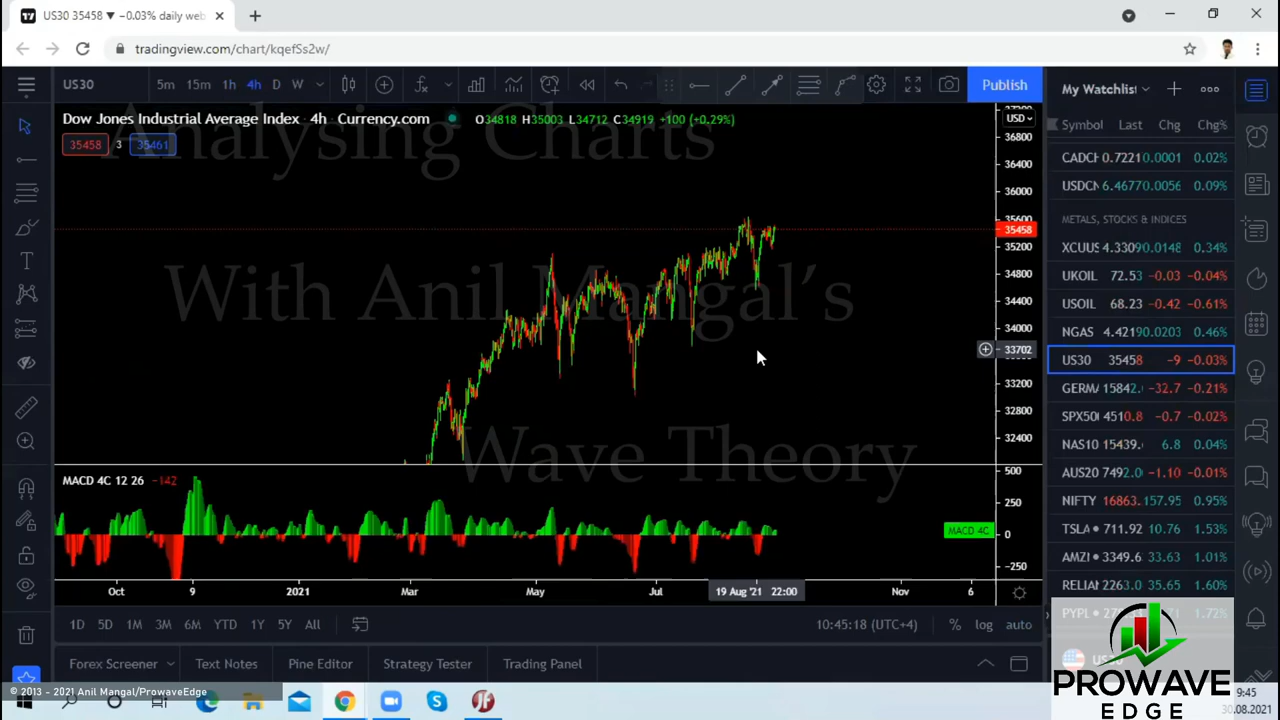 US30 35458 ▼ −0.03% daily web
tradingview.com/chart/kqefSs2w/
US30 5m 15m 1h 4h D W Publish
My Watchlist
Symbol Last Chg Chg%
Analysing Charts
With Anil Mangal's
Wave Theory
Dow Jones Industrial Average Index 4h Currency.com O34818 H35003 L34712 C34919 +100 (+0.29%)
35458 3 35461
USD
36800
36400
36000
35600
35458
35200
34800
34400
34000
33702
33200
32800
32400
CADCH 0.7221 0.0001 0.02%
USDCN 6.4677 0.0056 0.09%
METALS, STOCKS & INDICES
XCUUS 4.3309 0.0148 0.34%
UKOIL 72.53 −0.03 −0.04%
USOIL 68.23 −0.42 −0.61%
NGAS 4.4219 0.0203 0.46%
US30 35458 −9 −0.03%
GERM 15842. −32.7 −0.21%
SPX50 4510.8 −0.7 −0.02%
NAS10 15439. 6.8 0.04%
AUS20 7492.0 −1.10 −0.01%
NIFTY 16863. 157.95 0.95%
TSLA 711.92 10.76 1.53%
AMZN 3349.6 33.63 1.01%
RELIAN 2263.0 35.65 1.60%
PYPL
MACD 4C 12 26 −142
500
250
MACD 4C
0
−250
Oct 9 2021 Mar May Jul 19 Aug '21 22:00 Nov 6
1D 5D 1M 3M 6M YTD 1Y 5Y All
10:45:18 (UTC+4) % log auto
Forex Screener Text Notes Pine Editor Strategy Tester Trading Panel
© 2013 - 2021 Anil Mangal/ProwaveEdge
PROWAVE
EDGE
9:45
30.08.2021